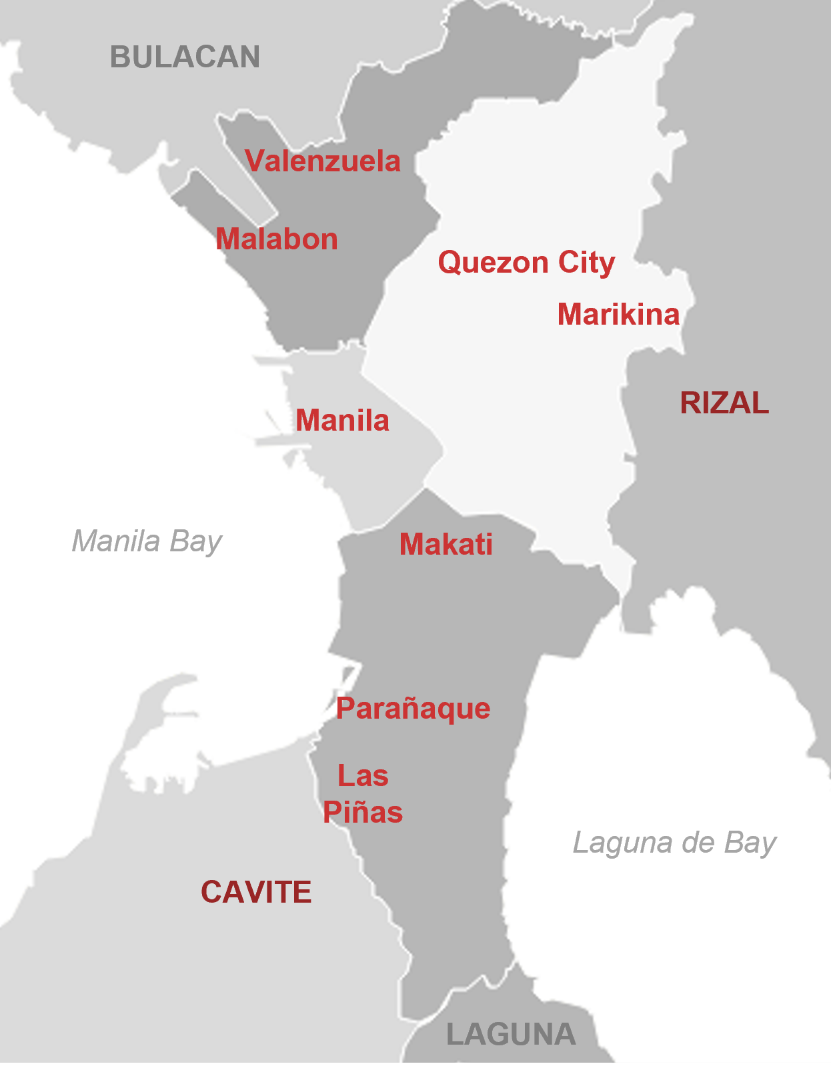 BULACAN
Valenzuela
Malabon
Quezon City
Marikina
RIZAL
Manila
Manila Bay
Makati
Parañaque
Las
Piñas
Laguna de Bay
CAVITE
LAGUNA